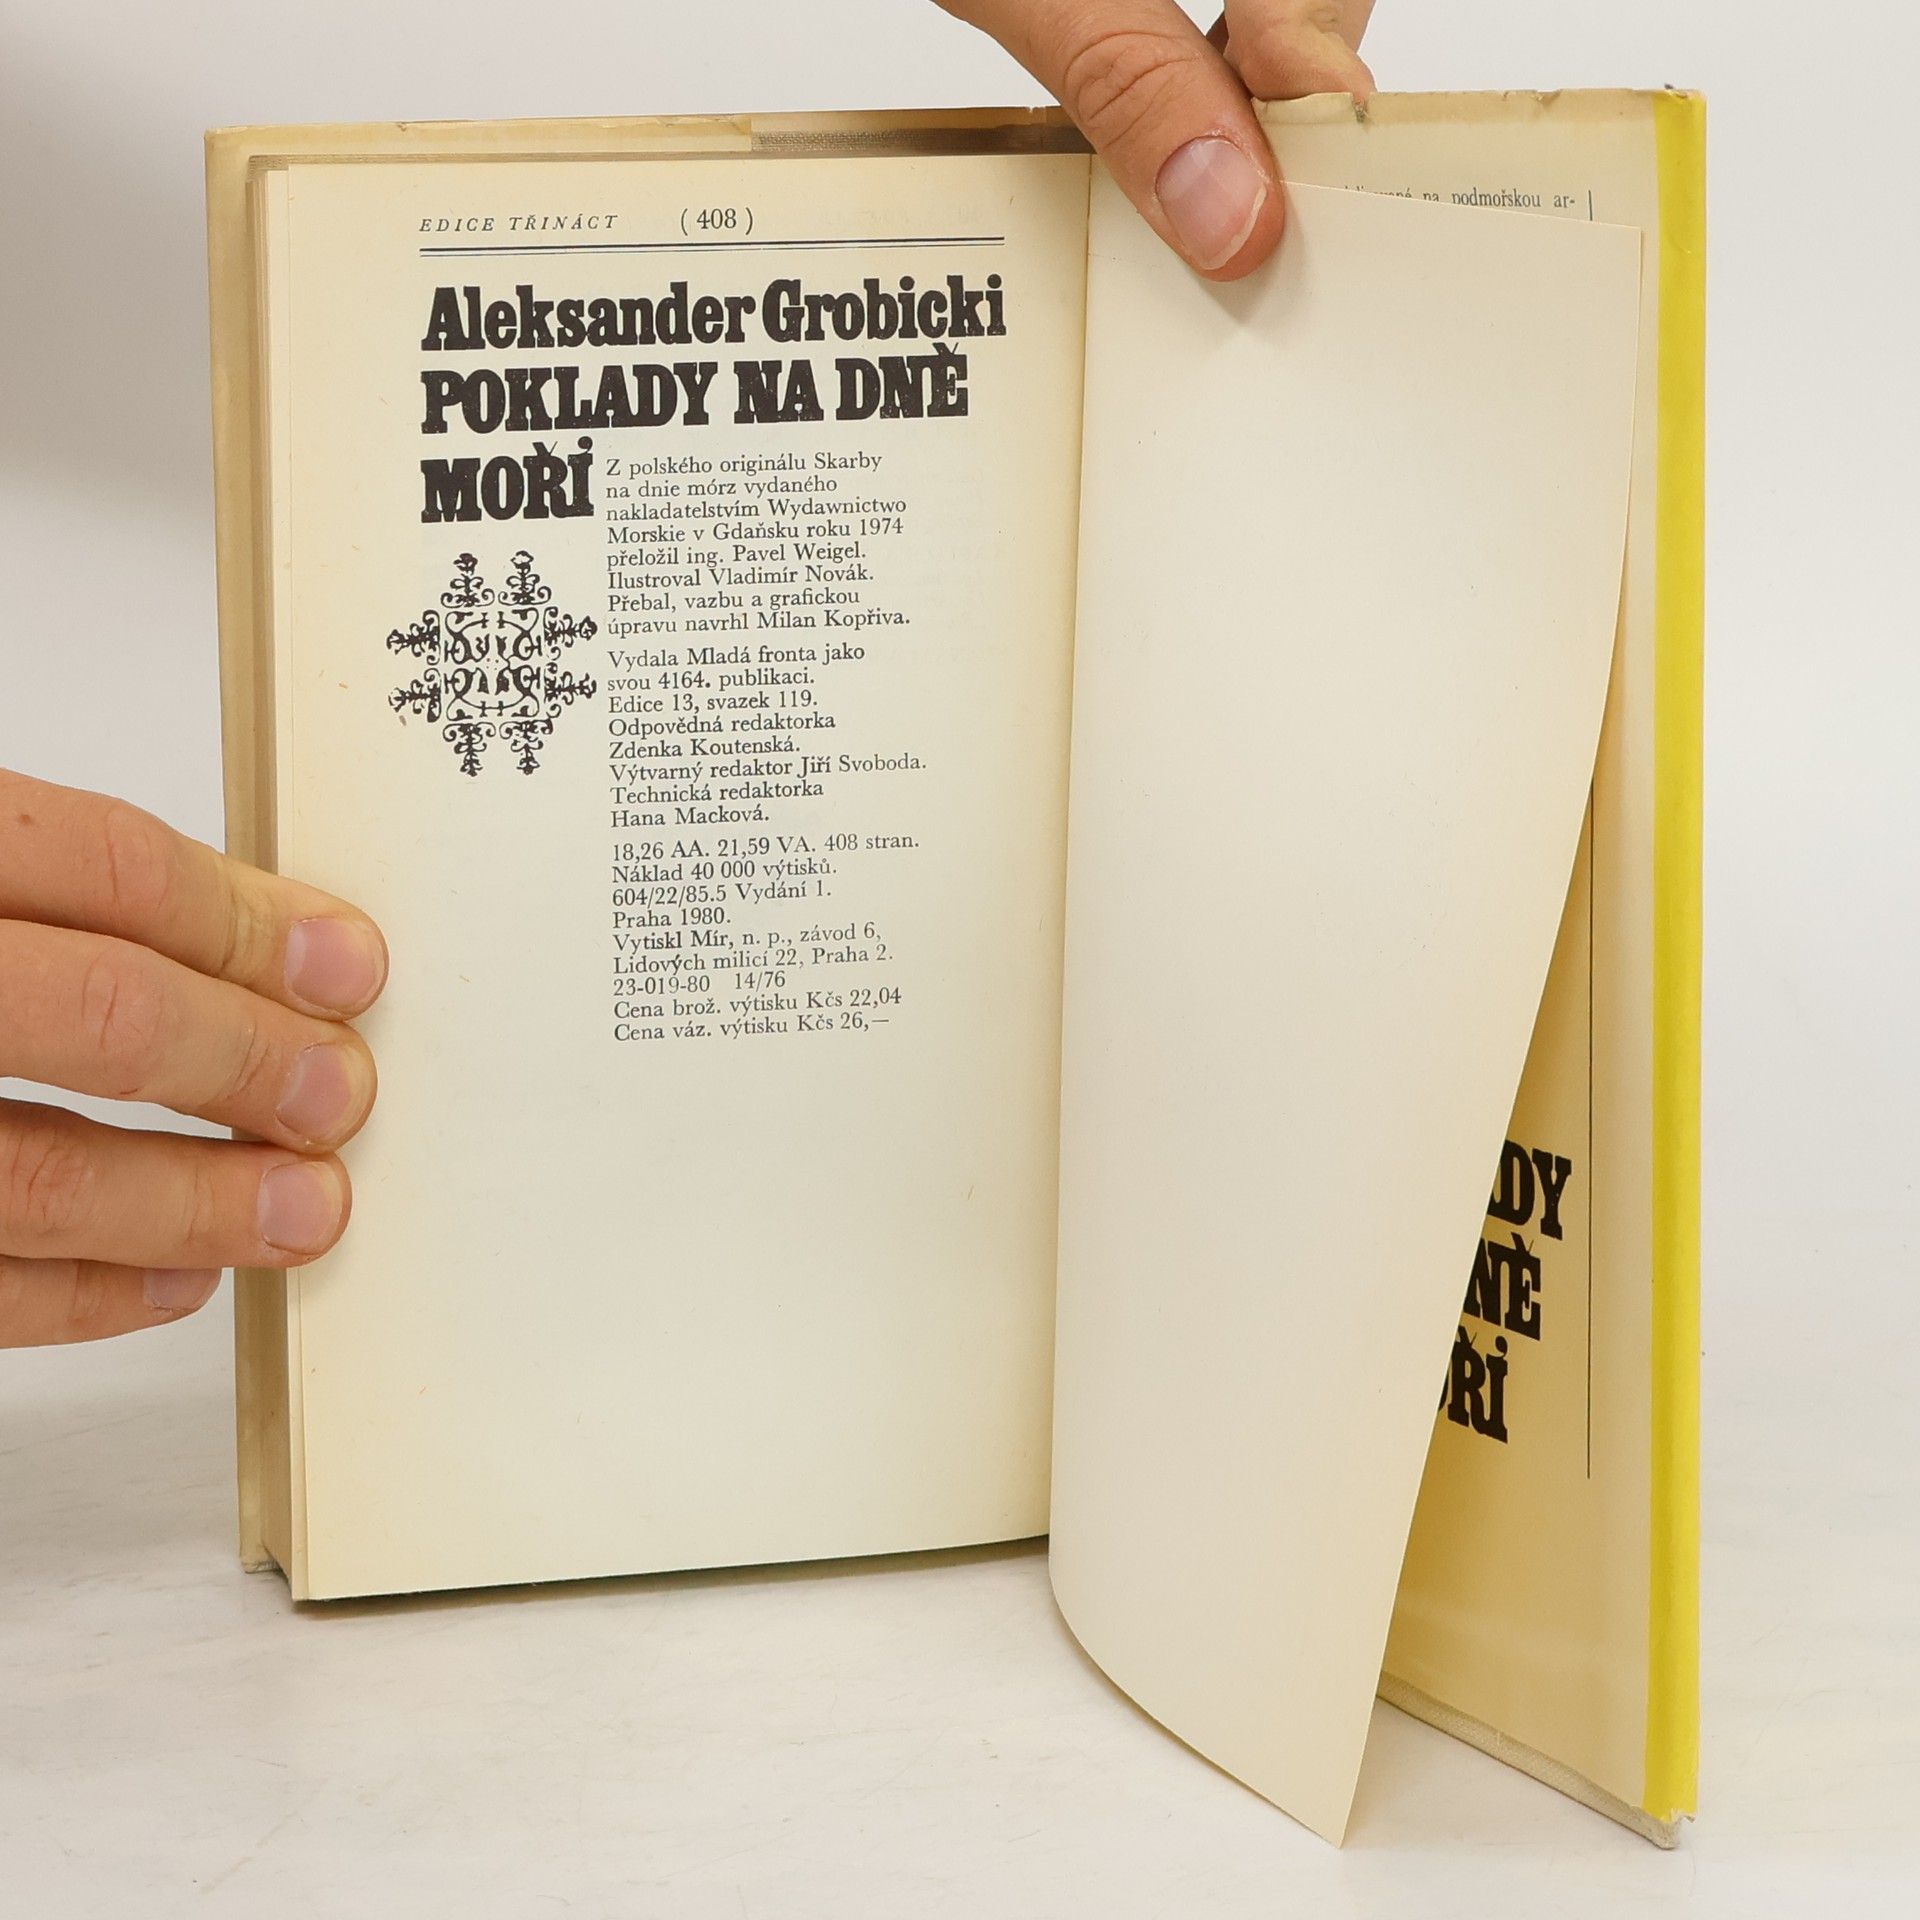 EDICE TŘINÁCT (408)
Aleksander Grobicki
POKLADY NA DNĚ
MOŘÍ
Z polského originálu Skarby
na dnie mórz vydaného
nakladatelstvím Wydawnictwo
Morskie v Gdaňsku roku 1974
přeložil ing. Pavel Weigel.
Ilustroval Vladimír Novák.
Přebal, vazbu a grafickou
úpravu navrhl Milan Kopřiva.
Vydala Mladá fronta jako
svou 4164. publikaci.
Edice 13, svazek 119.
Odpovědná redaktorka
Zdenka Koutenská.
Výtvarný redaktor Jiří Svoboda.
Technická redaktorka
Hana Macková.
18,26 AA. 21,59 VA. 408 stran.
Náklad 40 000 výtisků.
604/22/85.5 Vydání 1.
Praha 1980.
Vytiskl Mír, n. p., závod 6,
Lidových milicí 22, Praha 2.
23-019-80 14/76
Cena brož. výtisku Kčs 22,04
Cena váz. výtisku Kčs 26,—
na podmořskou ar-
DY
NĚ
ŘÍ